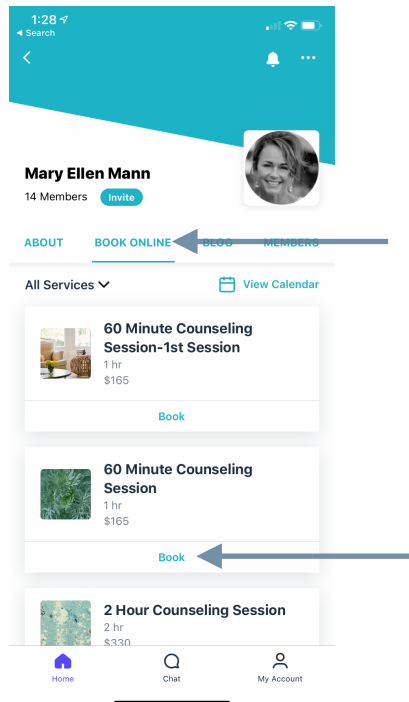 1:28
◀ Search
Mary Ellen Mann
14 Members Invite
ABOUT BOOK ONLINE BLOG MEMBERS
All Services View Calendar
60 Minute Counseling
Session-1st Session
1 hr
$165
Book
60 Minute Counseling
Session
1 hr
$165
Book
2 Hour Counseling Session
2 hr
$330
Home Chat My Account